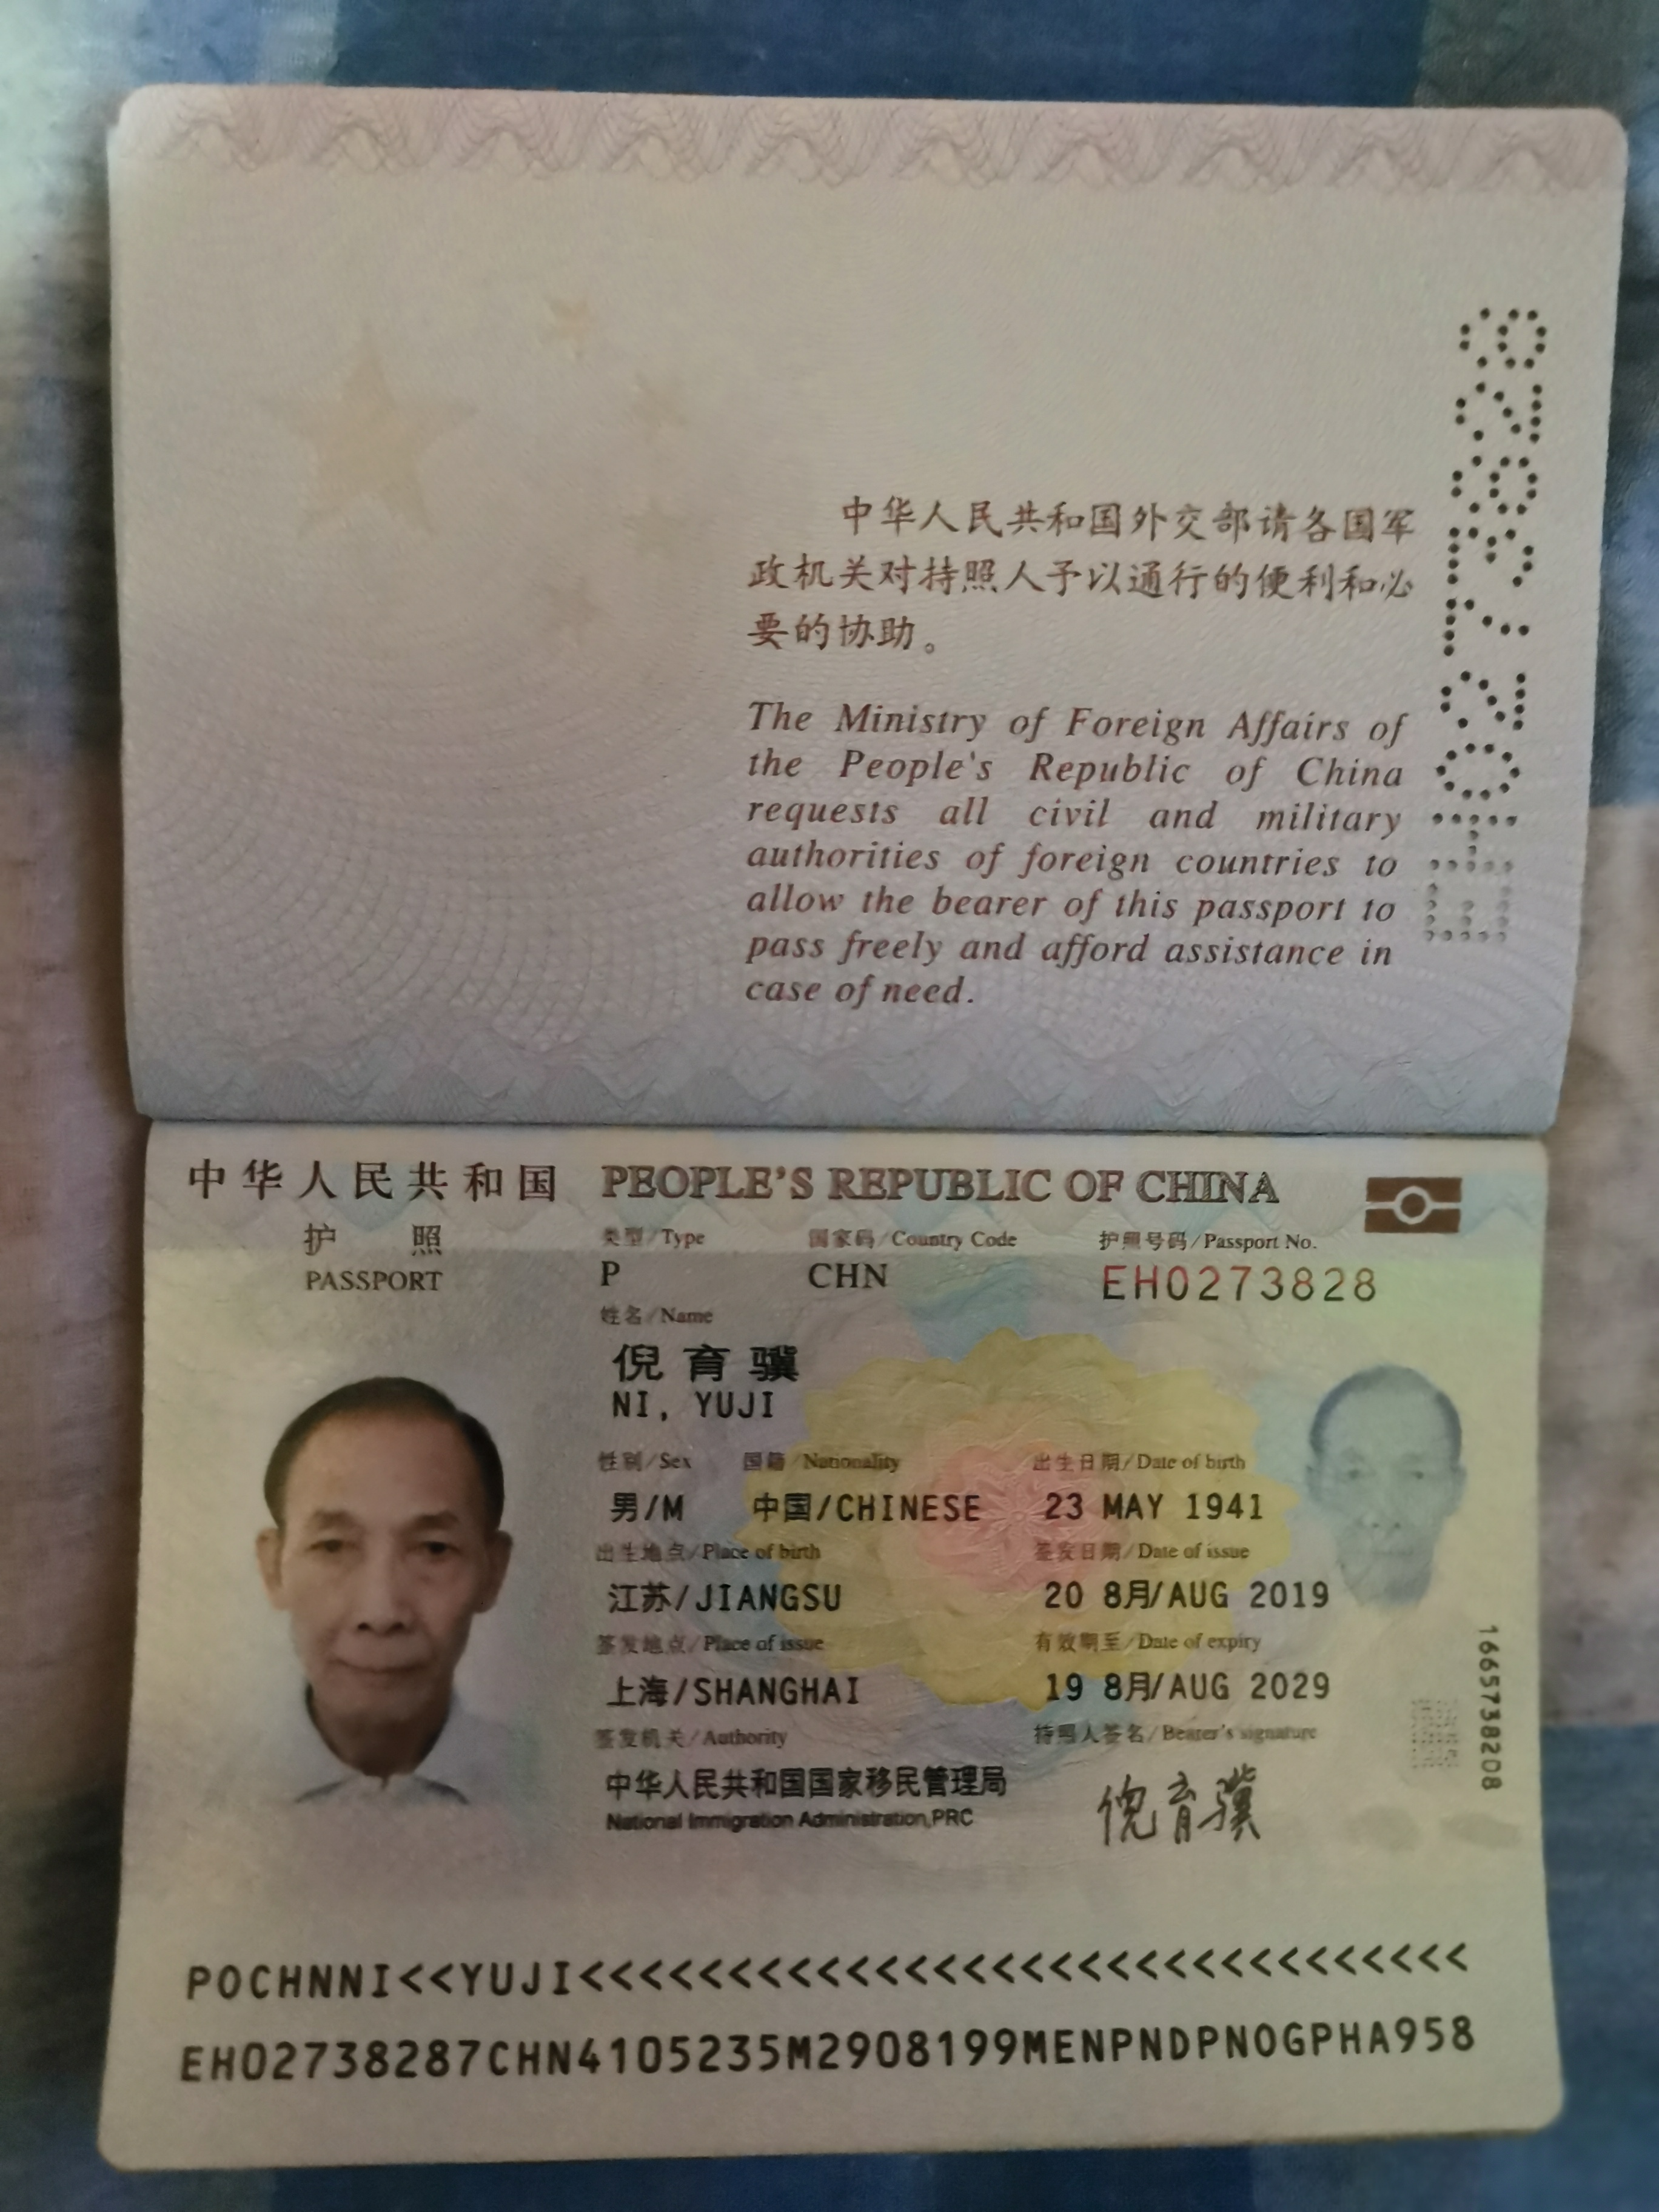 中华人民共和国外交部请各国军
政机关对持照人予以通行的便利和必
要的协助。
The Ministry of Foreign Affairs of
the People's Republic of China
requests all civil and military
authorities of foreign countries to
allow the bearer of this passport to
pass freely and afford assistance in
case of need.
EH0273828
中华人民共和国 PEOPLE'S REPUBLIC OF CHINA
护照 类型/Type 国家码/Country Code 护照号码/Passport No.
PASSPORT P CHN EH0273828
姓名/Name
倪育骥
NI, YUJI
性别/Sex 国籍/Nationality 出生日期/Date of birth
男/M 中国/CHINESE 23 MAY 1941
出生地点/Place of birth 签发日期/Date of issue
江苏/JIANGSU 20 8月/AUG 2019
签发地点/Place of issue 有效期至/Date of expiry
上海/SHANGHAI 19 8月/AUG 2029
签发机关/Authority 持照人签名/Bearer's signature
中华人民共和国国家移民管理局
National Immigration Administration,PRC
倪育骥
1665738208
POCHNNI<<YUJI<<<<<<<<<<<<<<<<<<<<<<<<<<<<<<<
EH02738287CHN4105235M2908199MENPNDPNOGPHA958